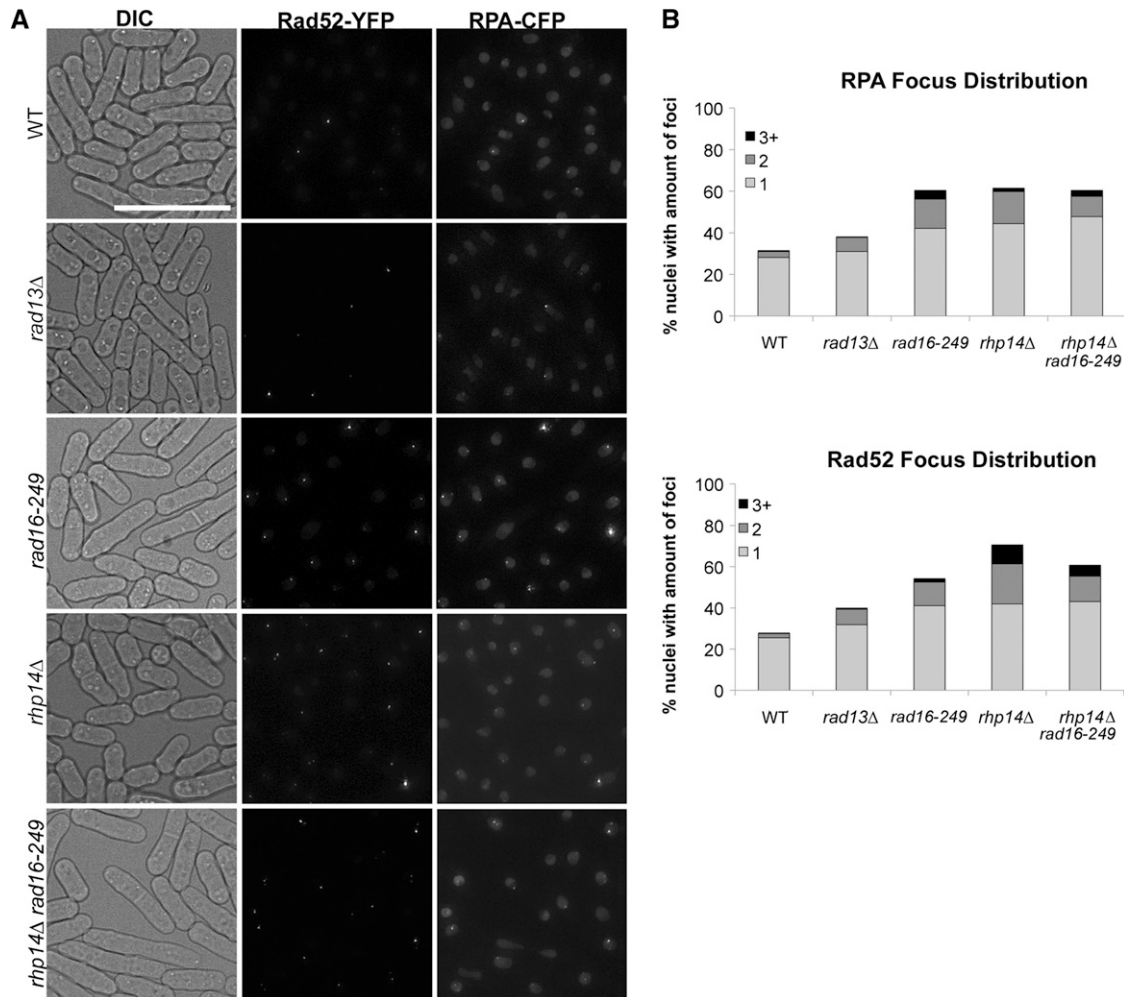 A
DIC
Rad52-YFP
RPA-CFP
WT
rad13Δ
rad16-249
rhp14Δ
rhp14Δ rad16-249
B
RPA Focus Distribution
% nuclei with amount of foci
100
80
60
40
20
0
3+
2
1
WT
rad13Δ
rad16-249
rhp14Δ
rhp14Δ
rad16-249
Rad52 Focus Distribution
% nuclei with amount of foci
100
80
60
40
20
0
3+
2
1
WT
rad13Δ
rad16-249
rhp14Δ
rhp14Δ
rad16-249